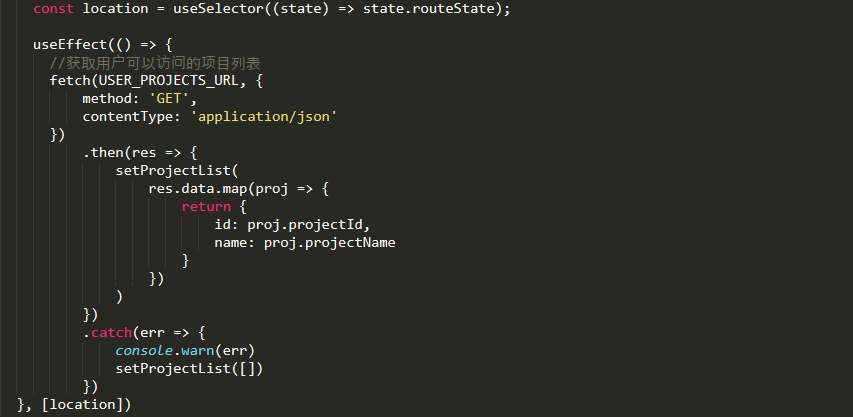 const location = useSelector((state) => state.routeState);
useEffect(() => {
//获取用户可以访问的项目列表
fetch(USER_PROJECTS_URL, {
method: 'GET',
contentType: 'application/json'
})
.then(res => {
setProjectList(
res.data.map(proj => {
return {
id: proj.projectId,
name: proj.projectName
}
})
)
})
.catch(err => {
console.warn(err)
setProjectList([])
})
}, [location])